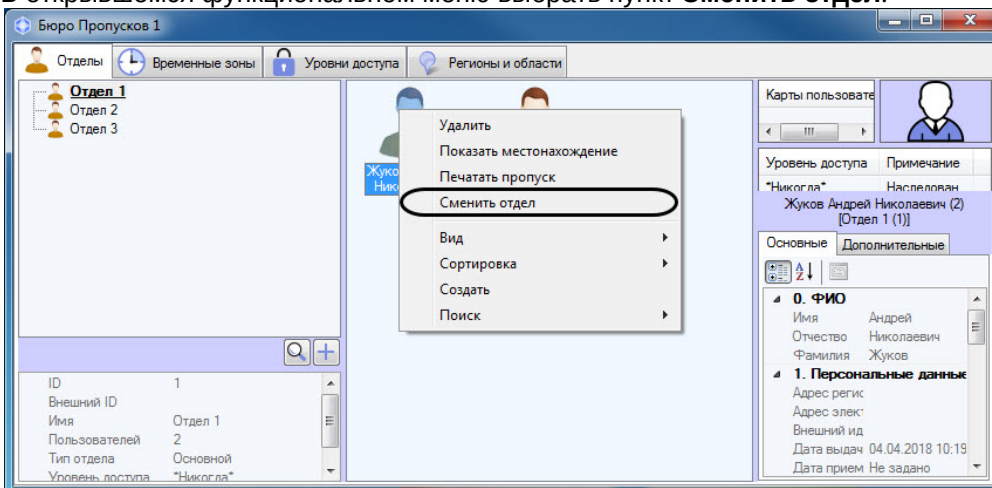 В открывшемся функциональном меню выбрать пункт Сменить отдел.
Бюро Пропусков 1
Отделы Временные зоны Уровни доступа Регионы и области
Отдел 1
Отдел 2
Отдел 3
Жуко
Ник
Удалить
Показать местонахождение
Печатать пропуск
Сменить отдел
Вид
Сортировка
Создать
Поиск
ID 1
Внешний ID
Имя Отдел 1
Пользователей 2
Тип отдела Основной
Уровень доступа *Никогда*
Карты пользовате
Уровень доступа Примечание
*Никогда* Наследован
Жуков Андрей Николаевич (2)
[Отдел 1 (1)]
Основные Дополнительные
0. ФИО
Имя Андрей
Отчество Николаевич
Фамилия Жуков
1. Персональные данные
Адрес регис
Адрес элект
Внешний ид
Дата выдач 04.04.2018 10:19
Дата прием Не задано